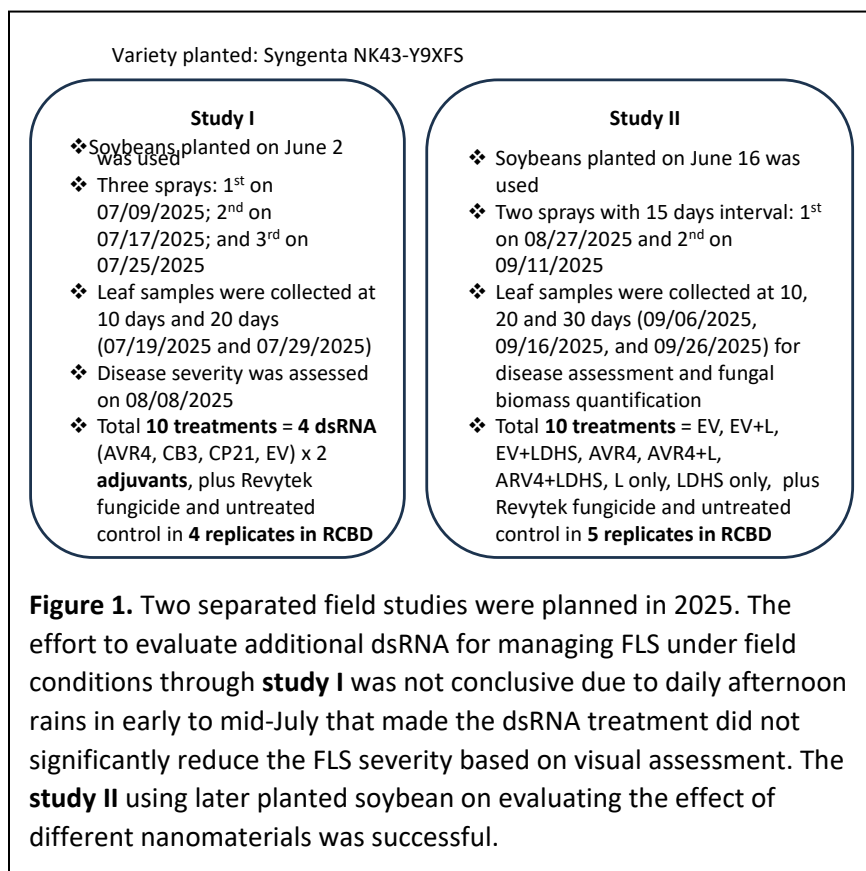 Variety planted: Syngenta NK43-Y9XFS
Study I
❖Soybeans planted on June 2
was used
❖ Three sprays: 1st on
07/09/2025; 2nd on
07/17/2025; and 3rd on
07/25/2025
❖ Leaf samples were collected at
10 days and 20 days
(07/19/2025 and 07/29/2025)
❖ Disease severity was assessed
on 08/08/2025
❖ Total 10 treatments = 4 dsRNA
(AVR4, CB3, CP21, EV) x 2
adjuvants, plus Revytek
fungicide and untreated
control in 4 replicates in RCBD
Study II
❖ Soybeans planted on June 16 was
used
❖ Two sprays with 15 days interval: 1st
on 08/27/2025 and 2nd on
09/11/2025
❖ Leaf samples were collected at 10,
20 and 30 days (09/06/2025,
09/16/2025, and 09/26/2025) for
disease assessment and fungal
biomass quantification
❖ Total 10 treatments = EV, EV+L,
EV+LDHS, AVR4, AVR4+L,
ARV4+LDHS, L only, LDHS only, plus
Revytek fungicide and untreated
control in 5 replicates in RCBD
Figure 1. Two separated field studies were planned in 2025. The
effort to evaluate additional dsRNA for managing FLS under field
conditions through study I was not conclusive due to daily afternoon
rains in early to mid-July that made the dsRNA treatment did not
significantly reduce the FLS severity based on visual assessment. The
study II using later planted soybean on evaluating the effect of
different nanomaterials was successful.